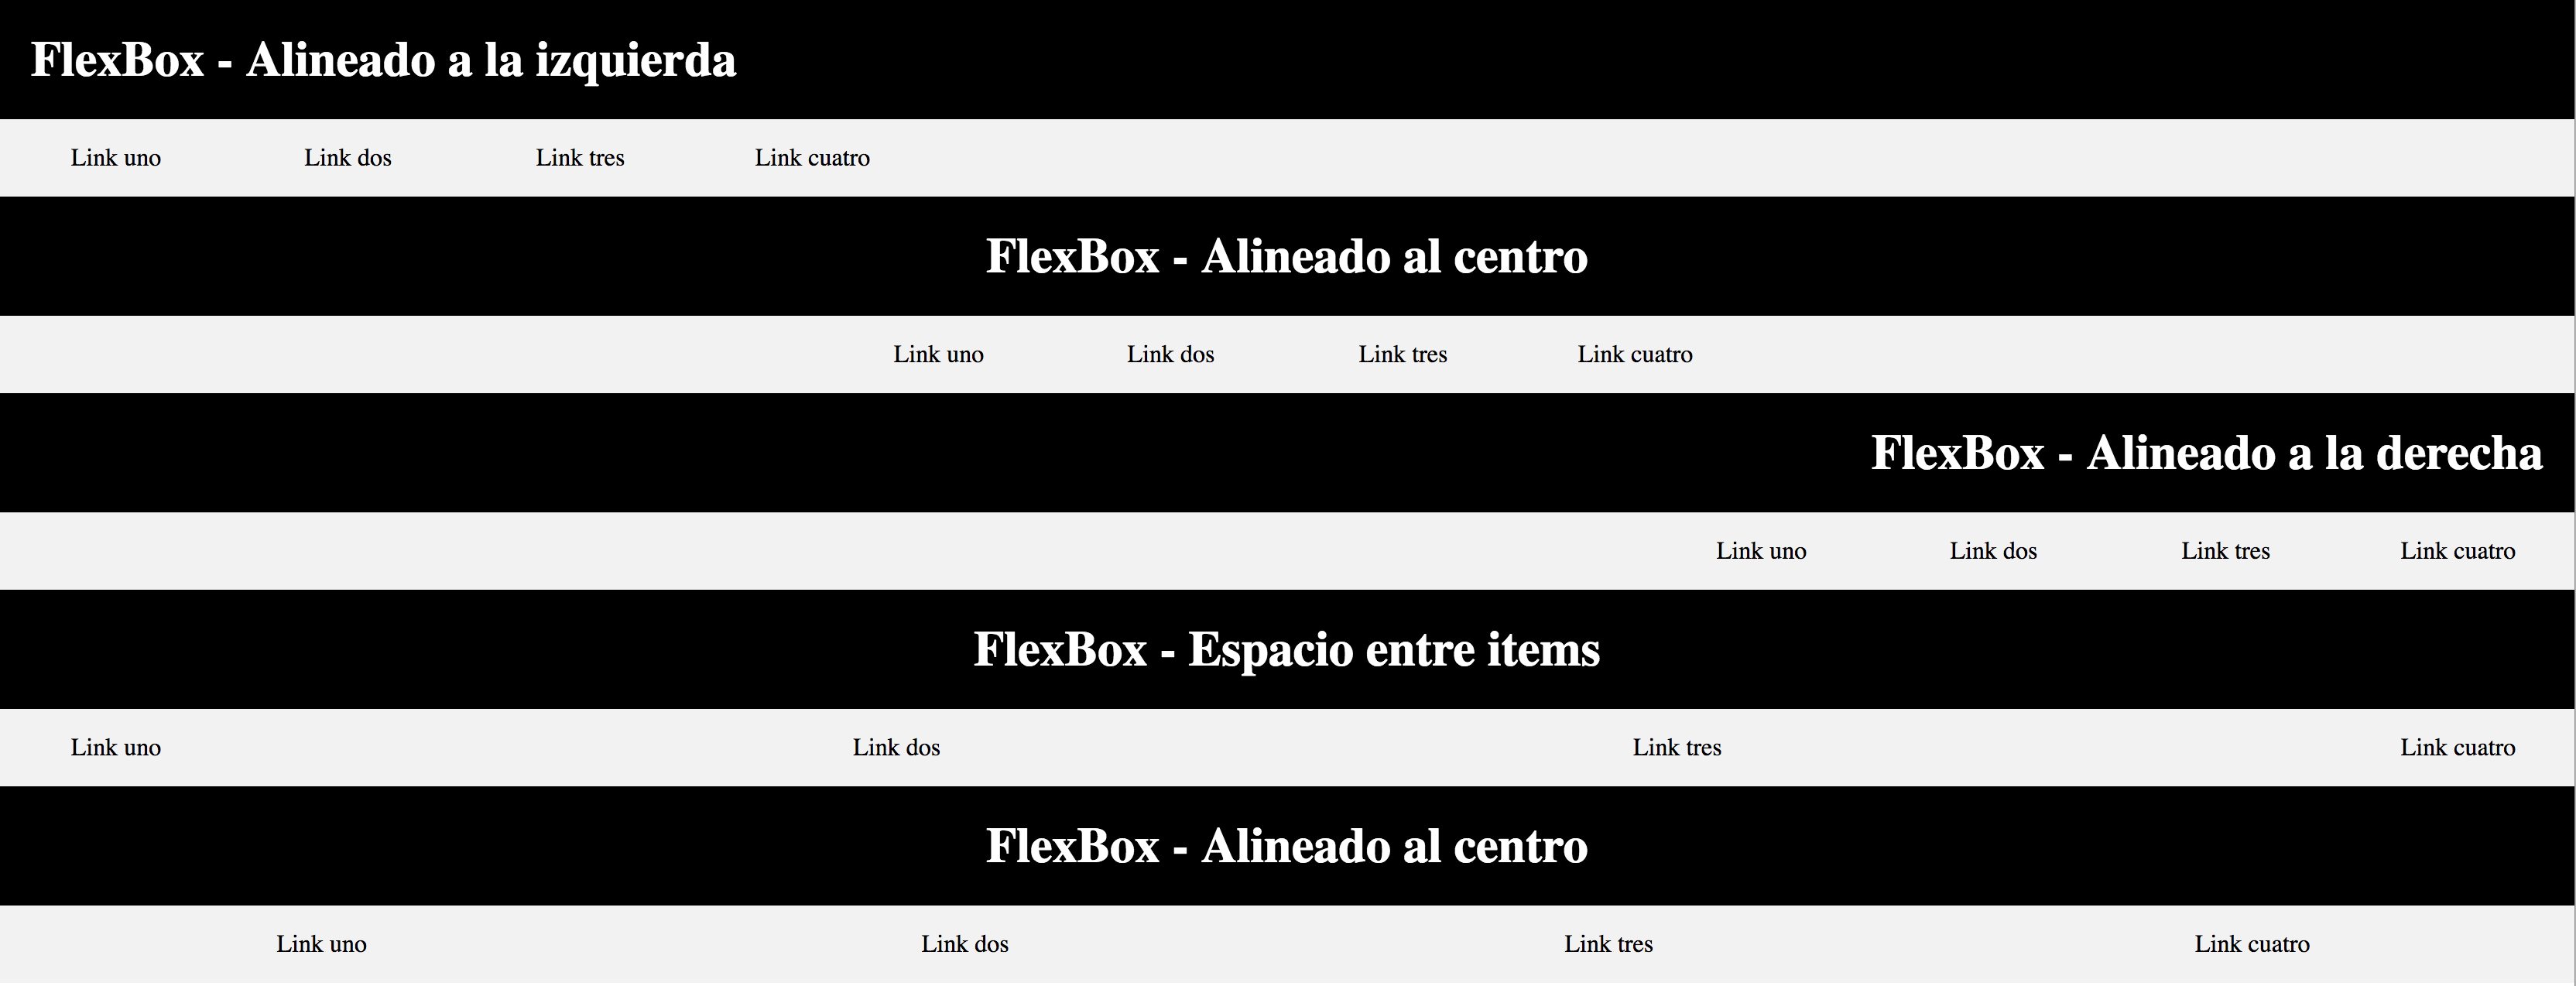 FlexBox - Alineado a la izquierda
Link uno Link dos Link tres Link cuatro
FlexBox - Alineado al centro
Link uno Link dos Link tres Link cuatro
FlexBox - Alineado a la derecha
Link uno Link dos Link tres Link cuatro
FlexBox - Espacio entre items
Link uno Link dos Link tres Link cuatro
FlexBox - Alineado al centro
Link uno Link dos Link tres Link cuatro